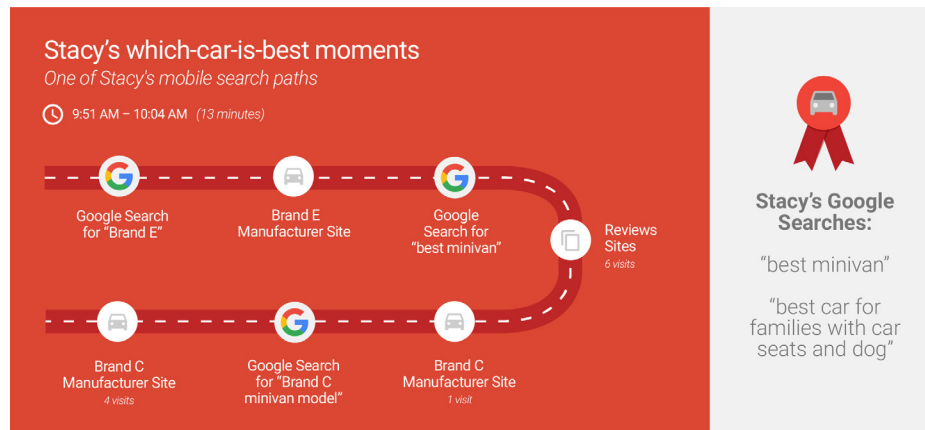 Stacy's which-car-is-best moments
One of Stacy's mobile search paths
9:51 AM – 10:04 AM (13 minutes)
Google Search
for "Brand E"
Brand E
Manufacturer Site
Google
Search for
"best minivan"
Reviews
Sites
6 visits
Brand C
Manufacturer Site
4 visits
Google Search
for "Brand C
minivan model"
Brand C
Manufacturer Site
1 visit
Stacy's Google
Searches:
"best minivan"
"best car for
families with car
seats and dog"